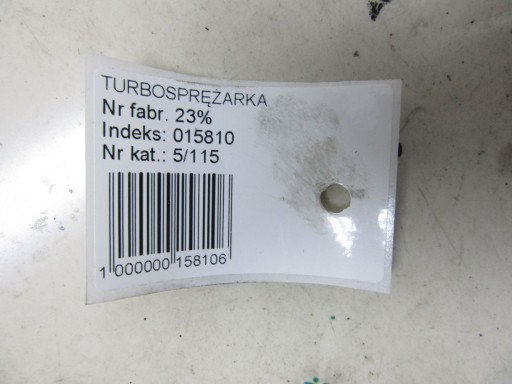 TURBOSPRĘŻARKA
Nr fabr. 23%
Indeks: 015810
Nr kat.: 5/115
1 000000 158106